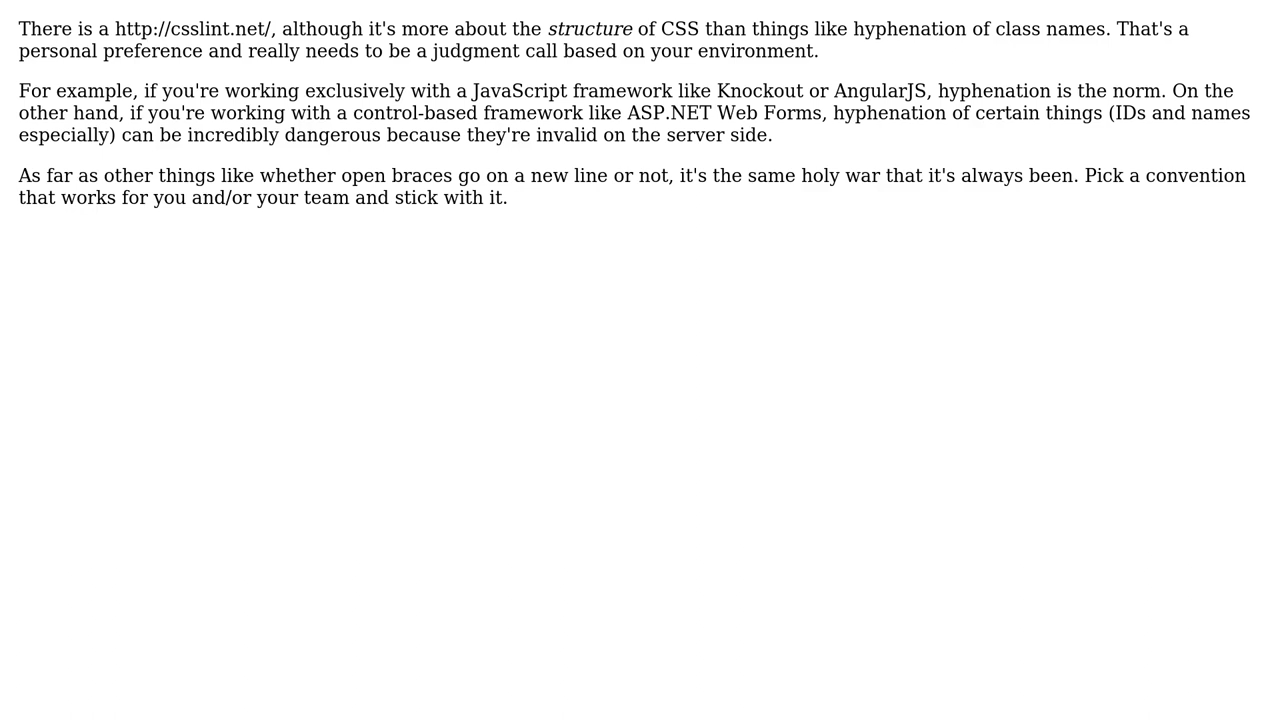 There is a http://csslint.net/, although it's more about the structure of CSS than things like hyphenation of class names. That's a
personal preference and really needs to be a judgment call based on your environment.
For example, if you're working exclusively with a JavaScript framework like Knockout or AngularJS, hyphenation is the norm. On the
other hand, if you're working with a control-based framework like ASP.NET Web Forms, hyphenation of certain things (IDs and names
especially) can be incredibly dangerous because they're invalid on the server side.
As far as other things like whether open braces go on a new line or not, it's the same holy war that it's always been. Pick a convention
that works for you and/or your team and stick with it.